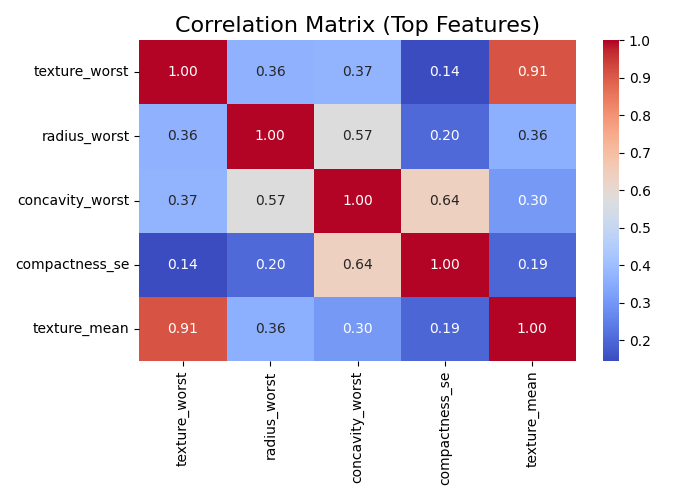 Correlation Matrix (Top Features)
texture_worst 1.00 0.36 0.37 0.14 0.91
radius_worst 0.36 1.00 0.57 0.20 0.36
concavity_worst 0.37 0.57 1.00 0.64 0.30
compactness_se 0.14 0.20 0.64 1.00 0.19
texture_mean 0.91 0.36 0.30 0.19 1.00
texture_worst
radius_worst
concavity_worst
compactness_se
texture_mean
1.0
0.9
0.8
0.7
0.6
0.5
0.4
0.3
0.2